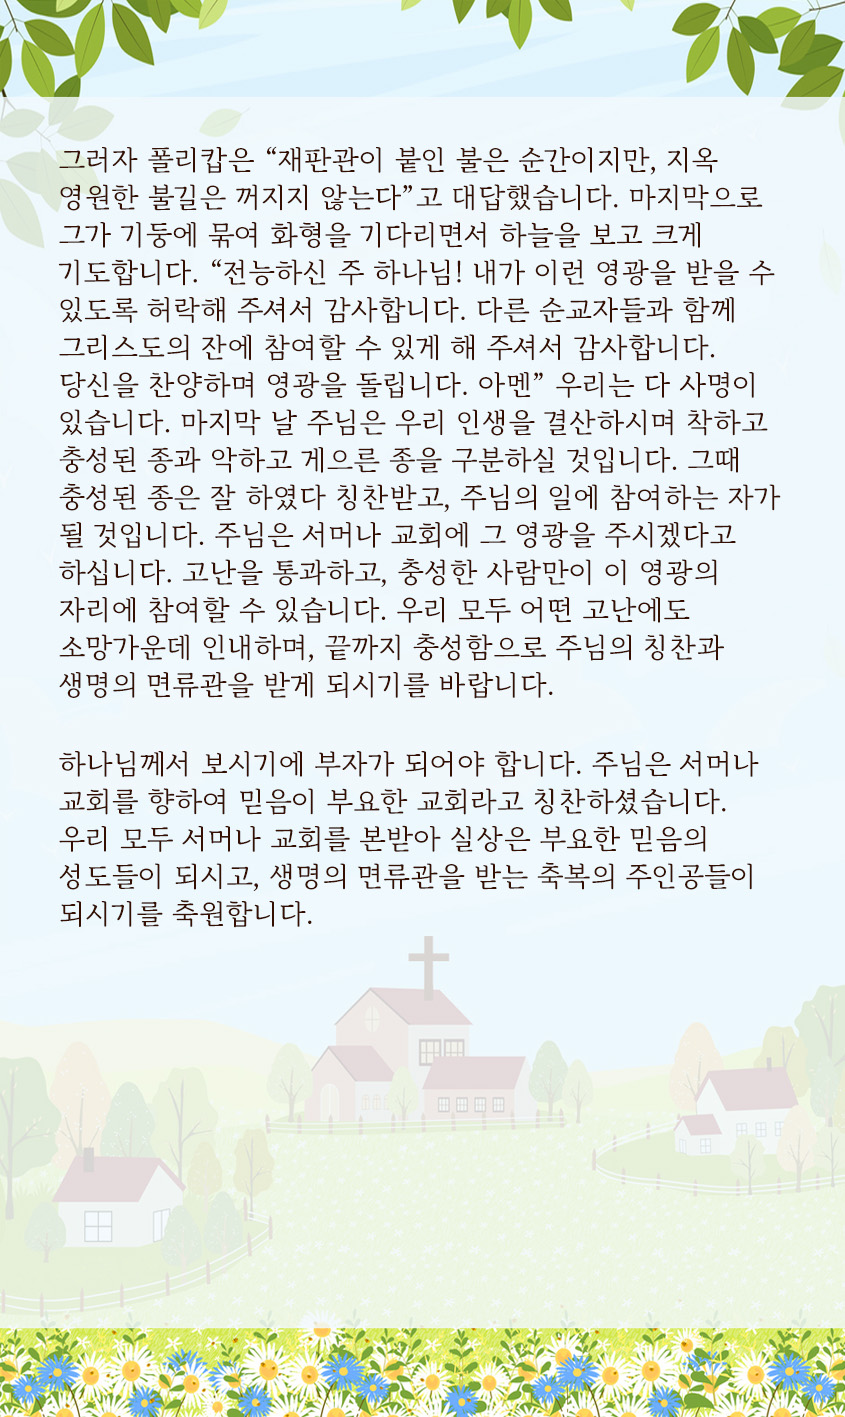 그러자 폴리캅은 “재판관이 붙인 불은 순간이지만, 지옥
영원한 불길은 꺼지지 않는다”고 대답했습니다. 마지막으로
그가 기둥에 묶여 화형을 기다리면서 하늘을 보고 크게
기도합니다. “전능하신 주 하나님! 내가 이런 영광을 받을 수
있도록 허락해 주셔서 감사합니다. 다른 순교자들과 함께
그리스도의 잔에 참여할 수 있게 해 주셔서 감사합니다.
당신을 찬양하며 영광을 돌립니다. 아멘” 우리는 다 사명이
있습니다. 마지막 날 주님은 우리 인생을 결산하시며 착하고
충성된 종과 악하고 게으른 종을 구분하실 것입니다. 그때
충성된 종은 잘 하였다 칭찬받고, 주님의 일에 참여하는 자가
될 것입니다. 주님은 서머나 교회에 그 영광을 주시겠다고
하십니다. 고난을 통과하고, 충성한 사람만이 이 영광의
자리에 참여할 수 있습니다. 우리 모두 어떤 고난에도
소망가운데 인내하며, 끝까지 충성함으로 주님의 칭찬과
생명의 면류관을 받게 되시기를 바랍니다.
하나님께서 보시기에 부자가 되어야 합니다. 주님은 서머나
교회를 향하여 믿음이 부요한 교회라고 칭찬하셨습니다.
우리 모두 서머나 교회를 본받아 실상은 부요한 믿음의
성도들이 되시고, 생명의 면류관을 받는 축복의 주인공들이
되시기를 축원합니다.